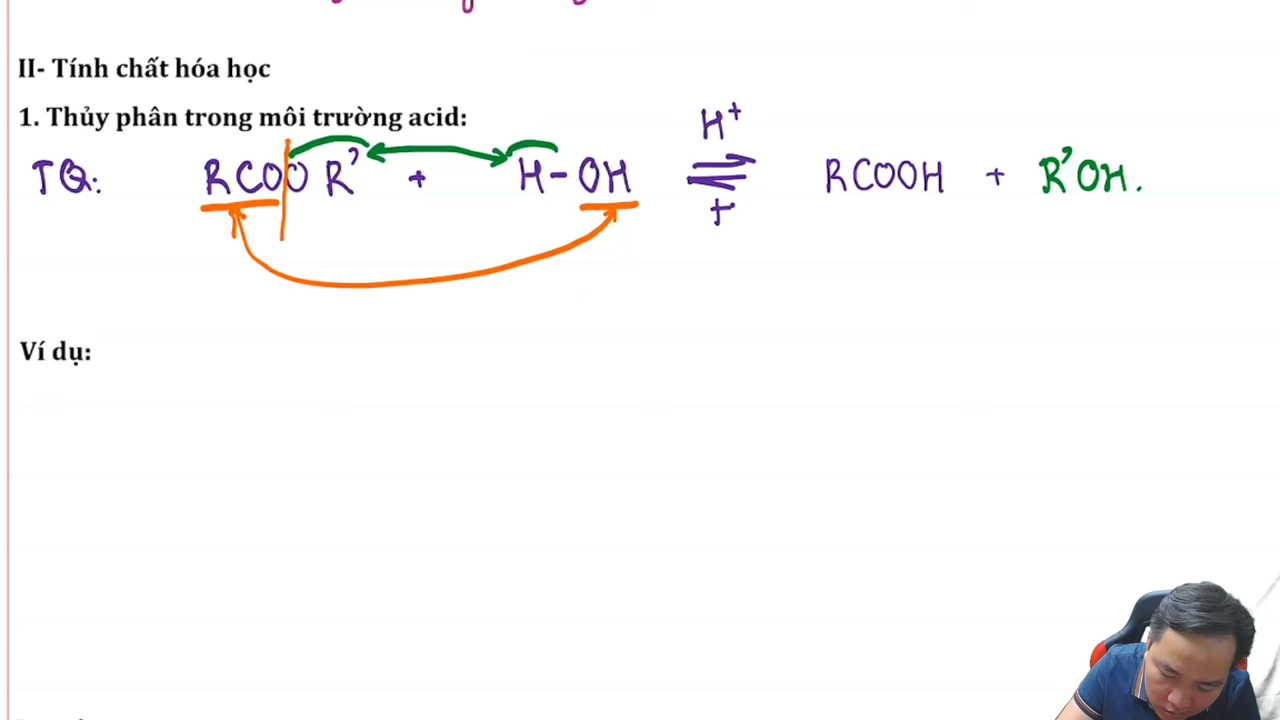 II- Tính chất hóa học
1. Thủy phân trong môi trường acid:
H⁺
TQ: RCOOR' + H-OH ⇌ RCOOH + R'OH.
t°
Ví dụ: